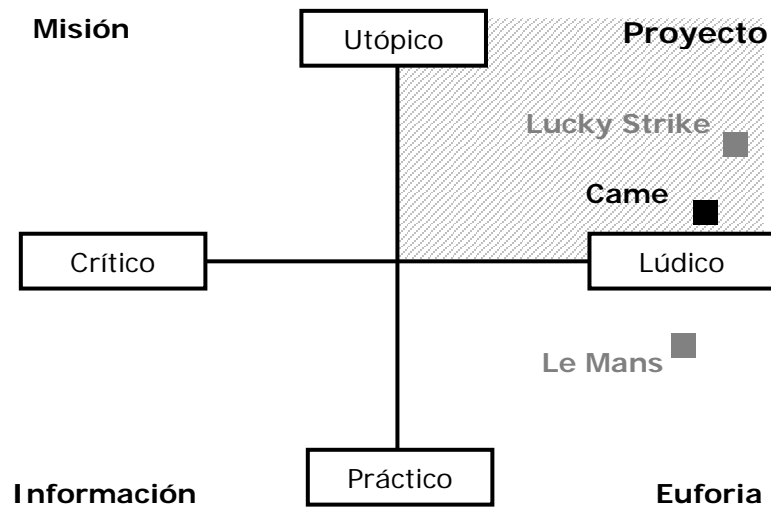 Misión
Utópico
Proyecto
Lucky Strike
Came
Crítico
Lúdico
Le Mans
Práctico
Información
Euforia